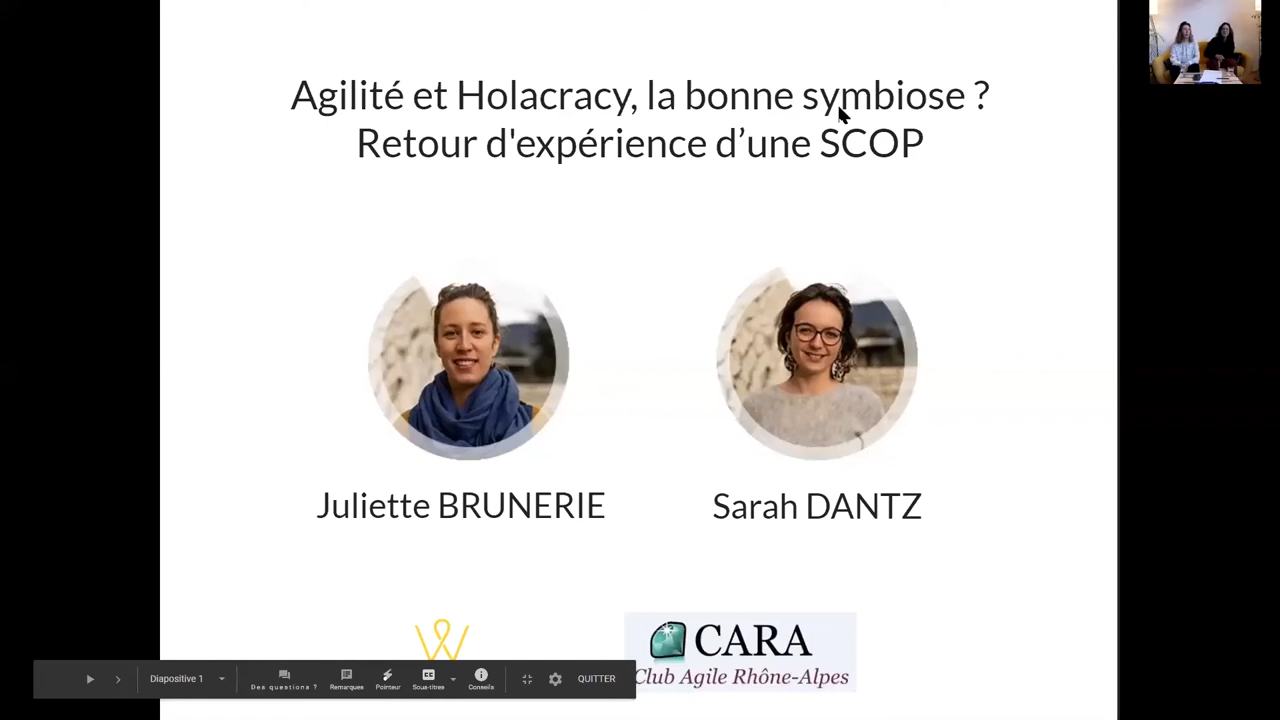 Agilité et Holacracy, la bonne symbiose ?
Retour d'expérience d’une SCOP
Juliette BRUNERIE
Sarah DANTZ
CARA
Club Agile Rhône-Alpes
Diapositive 1
Des questions ?
Remarques
Pointeur
Sous-titres
Conseils
QUITTER